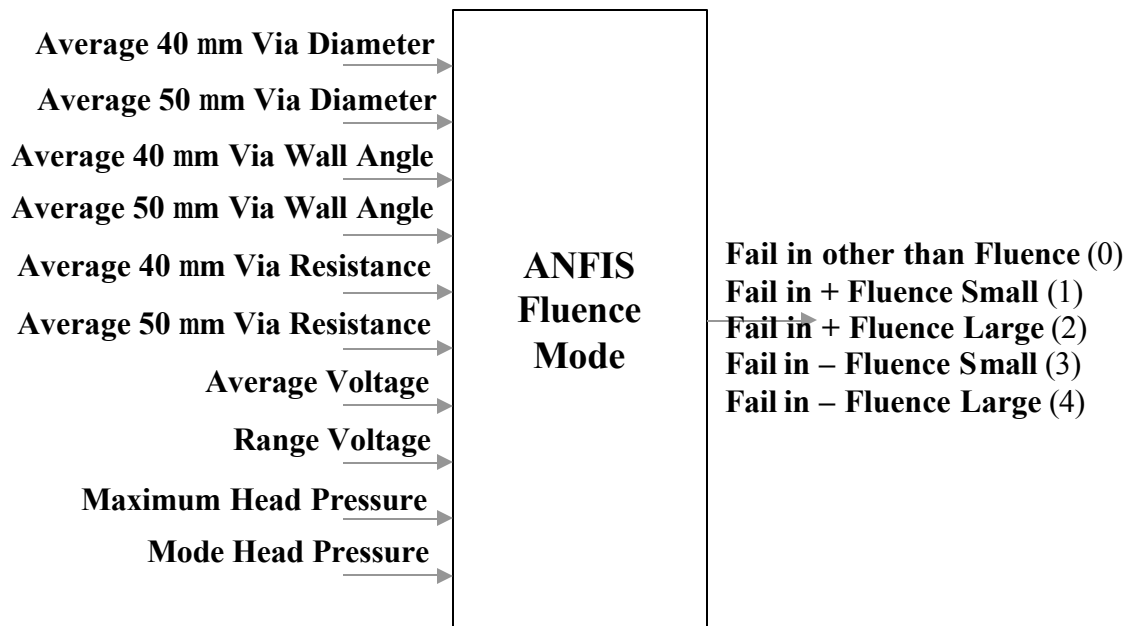 Average 40 mm Via Diameter
Average 50 mm Via Diameter
Average 40 mm Via Wall Angle
Average 50 mm Via Wall Angle
Average 40 mm Via Resistance
Average 50 mm Via Resistance
Average Voltage
Range Voltage
Maximum Head Pressure
Mode Head Pressure
ANFIS
Fluence
Mode
Fail in other than Fluence (0)
Fail in + Fluence Small (1)
Fail in + Fluence Large (2)
Fail in – Fluence Small (3)
Fail in – Fluence Large (4)